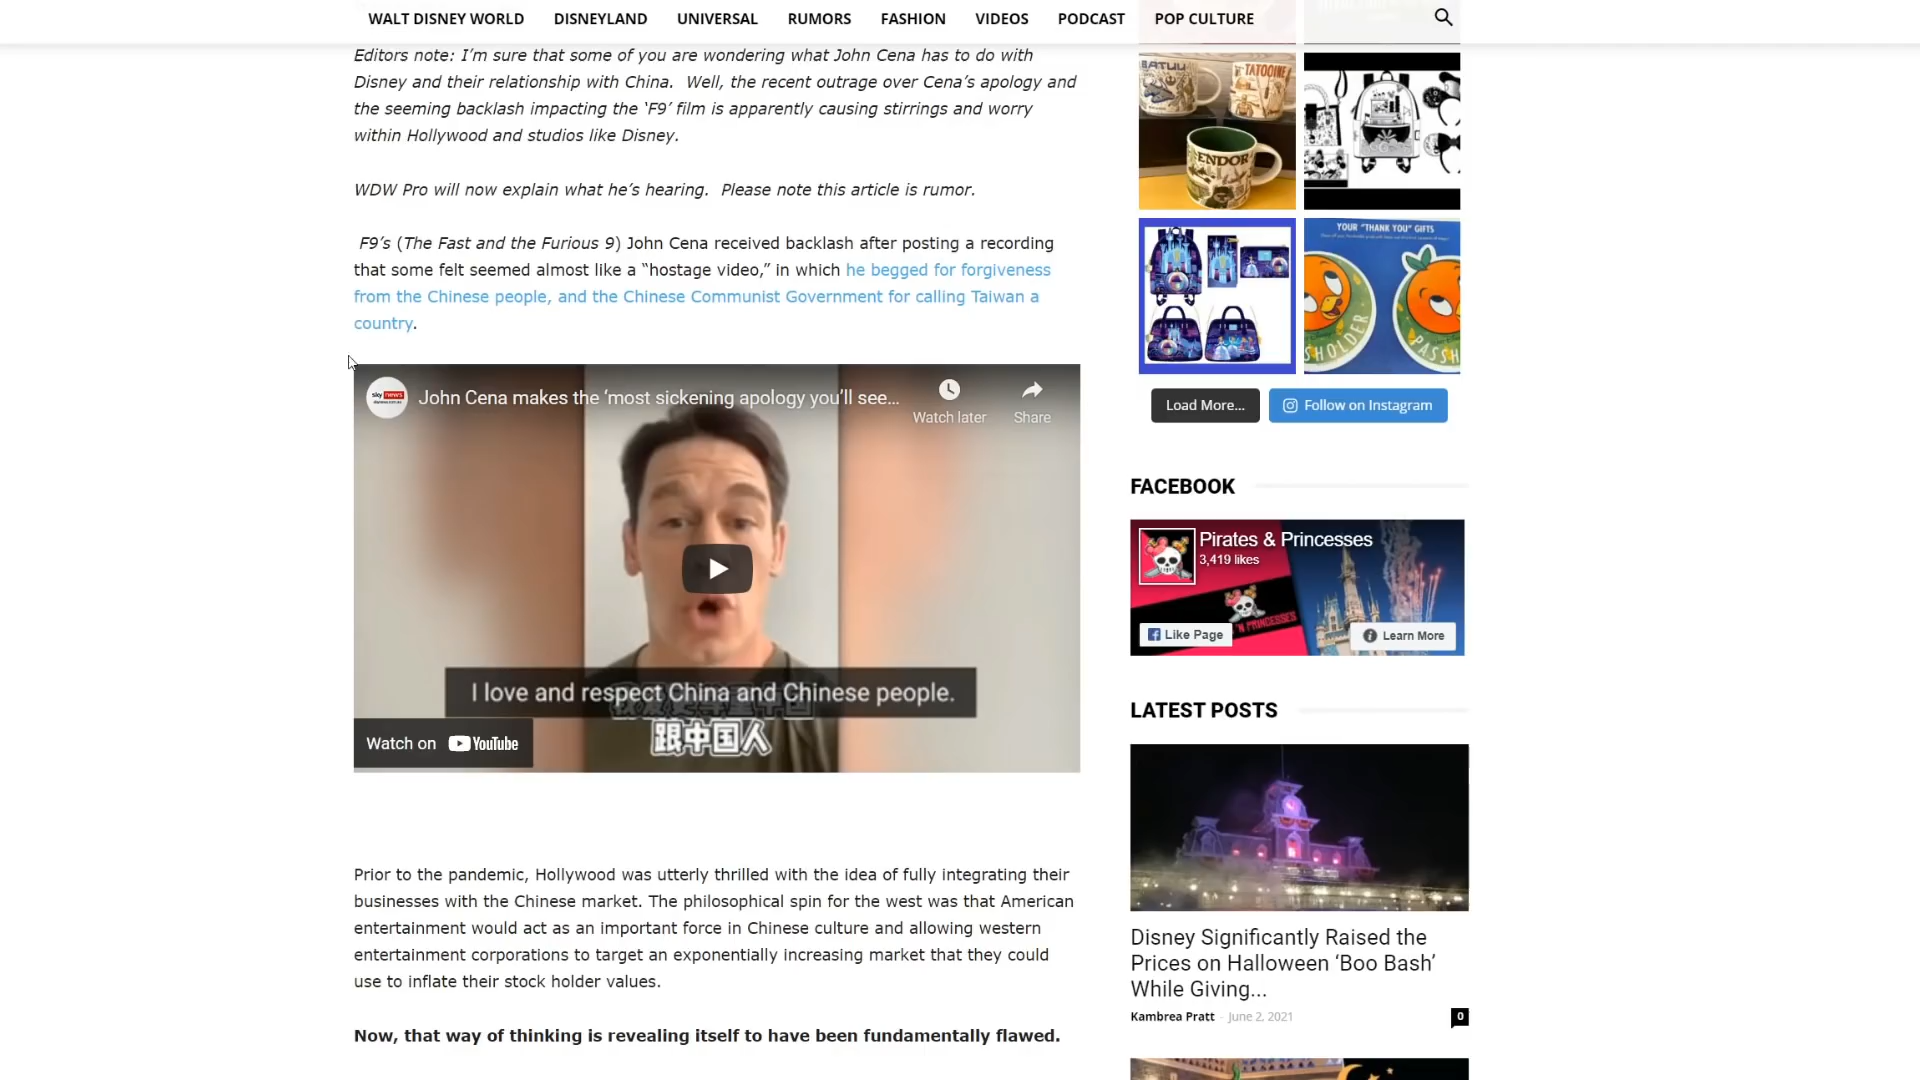 WALT DISNEY WORLD DISNEYLAND UNIVERSAL RUMORS FASHION VIDEOS PODCAST POP CULTURE
Editors note: I'm sure that some of you are wondering what John Cena has to do with
Disney and their relationship with China.  Well, the recent outrage over Cena's apology and
the seeming backlash impacting the 'F9' film is apparently causing stirrings and worry
within Hollywood and studios like Disney.
WDW Pro will now explain what he's hearing.  Please note this article is rumor.
F9's (The Fast and the Furious 9) John Cena received backlash after posting a recording
that some felt seemed almost like a “hostage video,” in which he begged for forgiveness
from the Chinese people, and the Chinese Communist Government for calling Taiwan a
country.
sky news
John Cena makes the ‘most sickening apology you’ll see...
Watch later
Share
I love and respect China and Chinese people.
跟中国人
Watch on YouTube
Prior to the pandemic, Hollywood was utterly thrilled with the idea of fully integrating their
businesses with the Chinese market. The philosophical spin for the west was that American
entertainment would act as an important force in Chinese culture and allowing western
entertainment corporations to target an exponentially increasing market that they could
use to inflate their stock holder values.
Now, that way of thinking is revealing itself to have been fundamentally flawed.
TATOOINE
ENDOR
YOUR "THANK YOU" GIFTS
Load More...
Follow on Instagram
FACEBOOK
Pirates & Princesses
3,419 likes
'N PRINCESSES
Like Page
Learn More
LATEST POSTS
Disney Significantly Raised the
Prices on Halloween ‘Boo Bash’
While Giving...
Kambrea Pratt - June 2, 2021
0